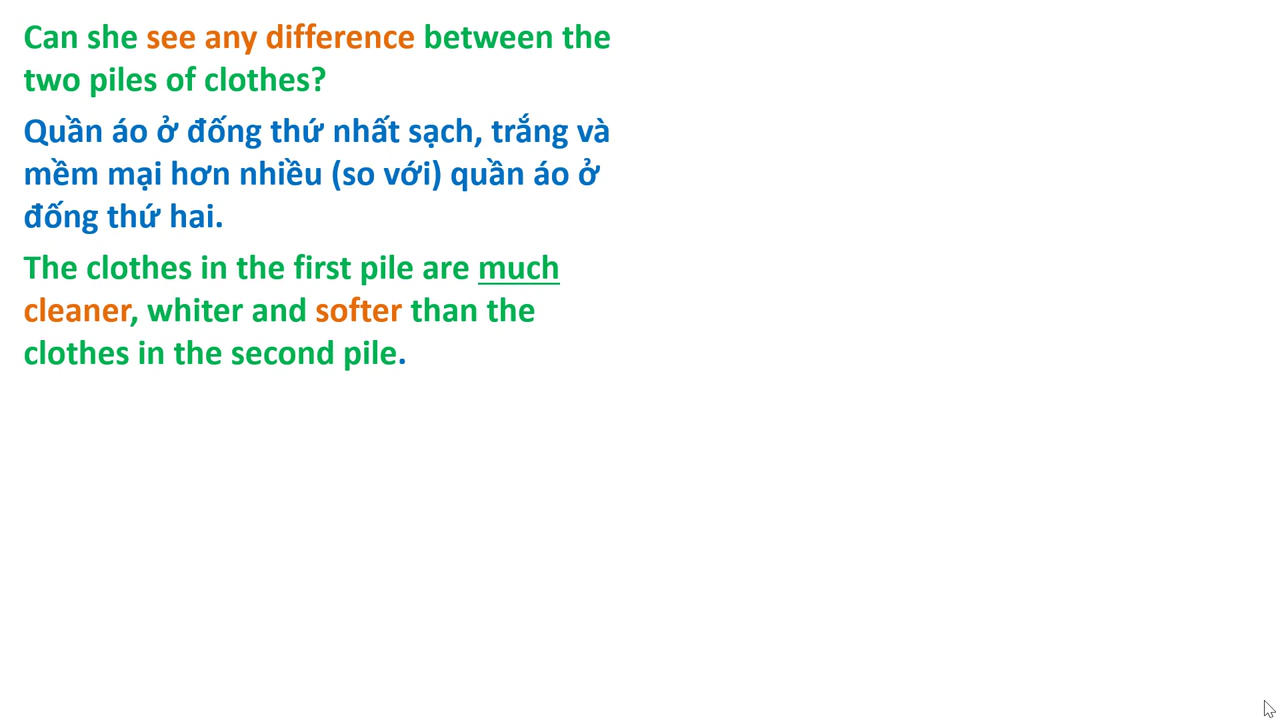 Can she see any difference between the
two piles of clothes?
Quần áo ở đống thứ nhất sạch, trắng và
mềm mại hơn nhiều (so với) quần áo ở
đống thứ hai.
The clothes in the first pile are much
cleaner, whiter and softer than the
clothes in the second pile.